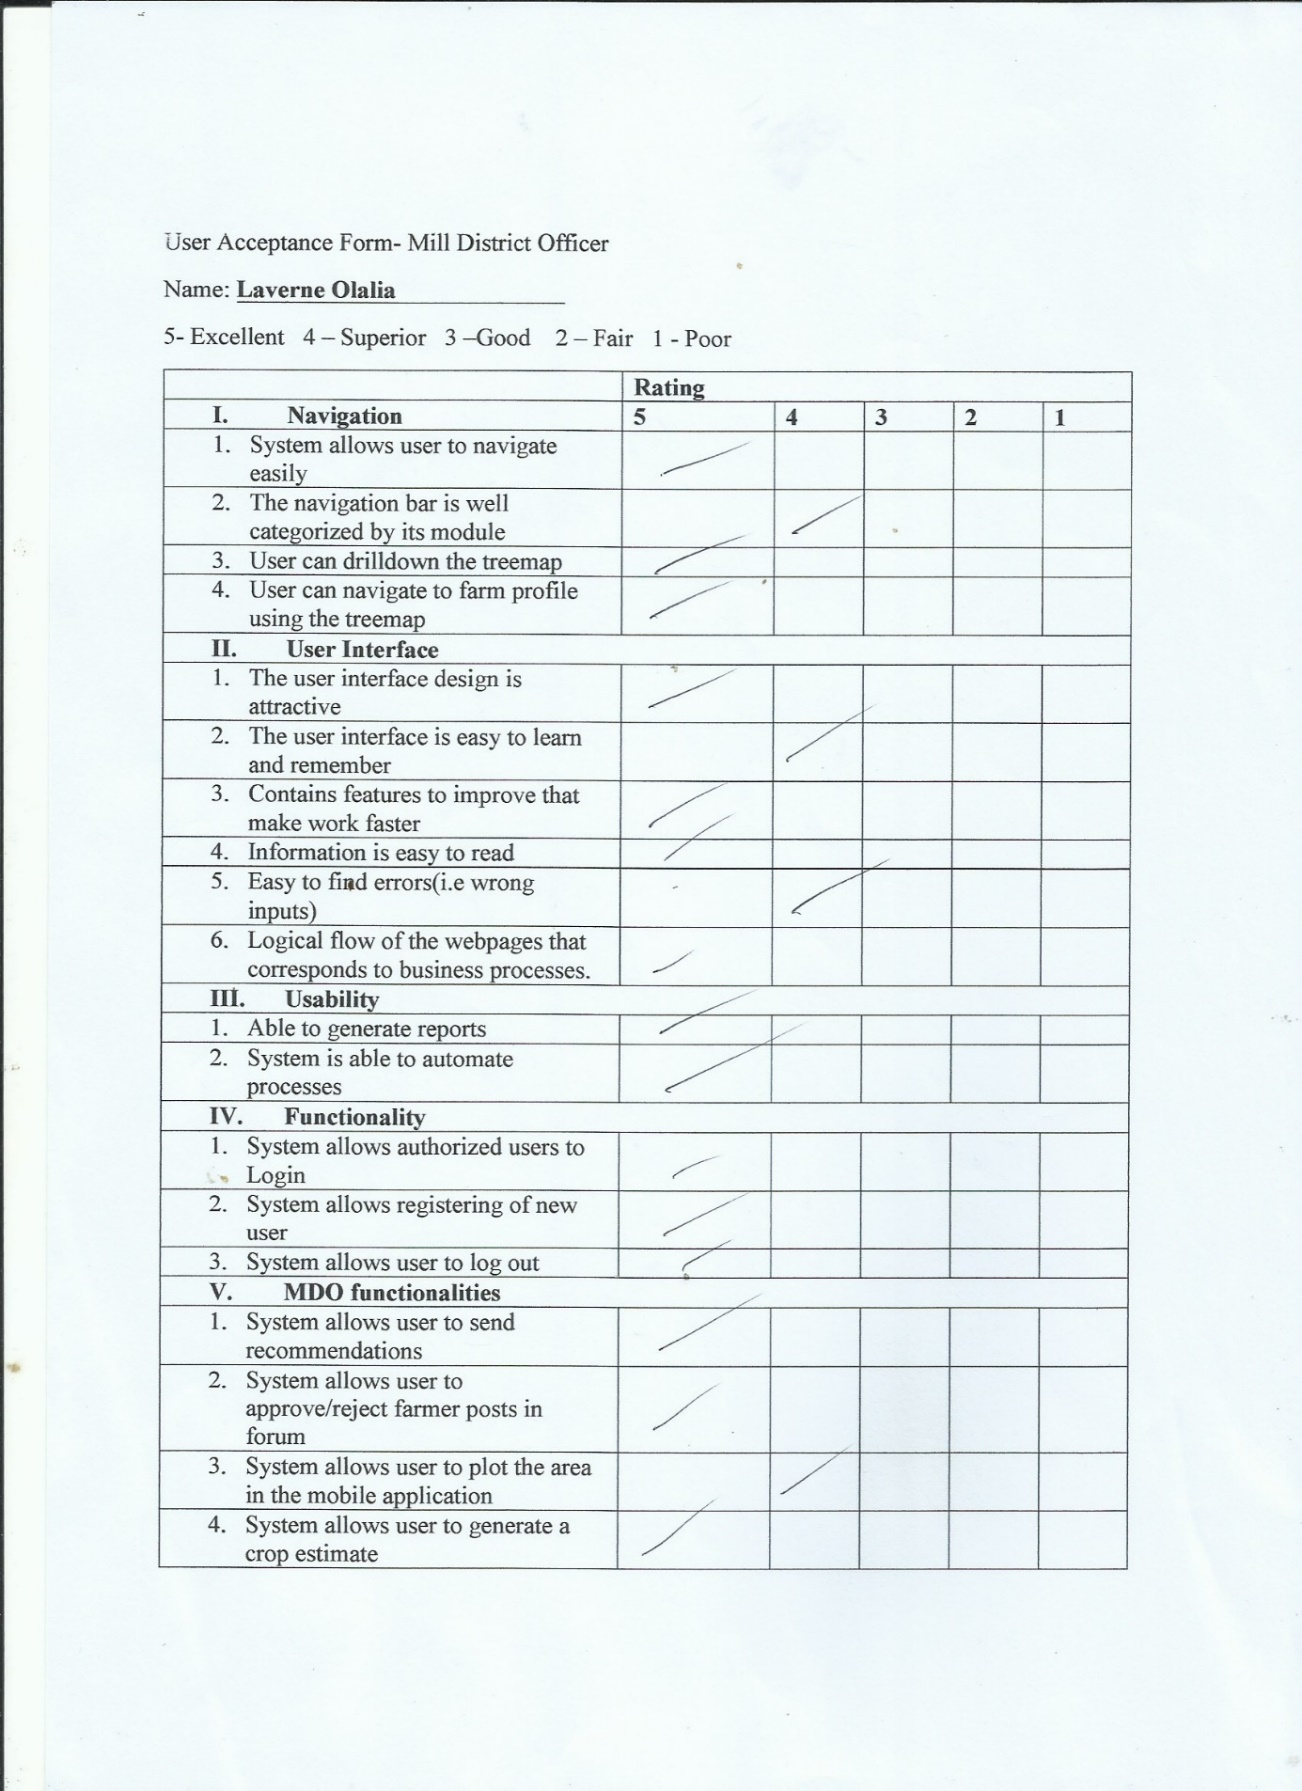 User Acceptance Form- Mill District Officer
Name: Laverne Olalia
5- Excellent 4 – Superior 3 –Good 2 – Fair 1 - Poor
Rating
I. Navigation 5 4 3 2 1
1. System allows user to navigate
easily
2. The navigation bar is well
categorized by its module
3. User can drilldown the treemap
4. User can navigate to farm profile
using the treemap
II. User Interface
1. The user interface design is
attractive
2. The user interface is easy to learn
and remember
3. Contains features to improve that
make work faster
4. Information is easy to read
5. Easy to find errors(i.e wrong
inputs)
6. Logical flow of the webpages that
corresponds to business processes.
III. Usability
1. Able to generate reports
2. System is able to automate
processes
IV. Functionality
1. System allows authorized users to
Login
2. System allows registering of new
user
3. System allows user to log out
V. MDO functionalities
1. System allows user to send
recommendations
2. System allows user to
approve/reject farmer posts in
forum
3. System allows user to plot the area
in the mobile application
4. System allows user to generate a
crop estimate